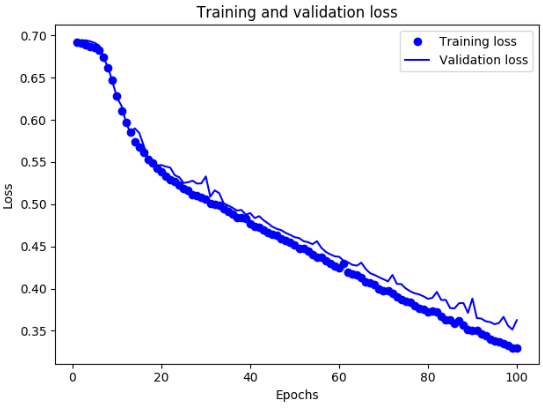 Training and validation loss
Training loss
Validation loss
0.70
0.65
0.60
0.55
0.50
0.45
0.40
0.35
Loss
0
20
40
60
80
100
Epochs